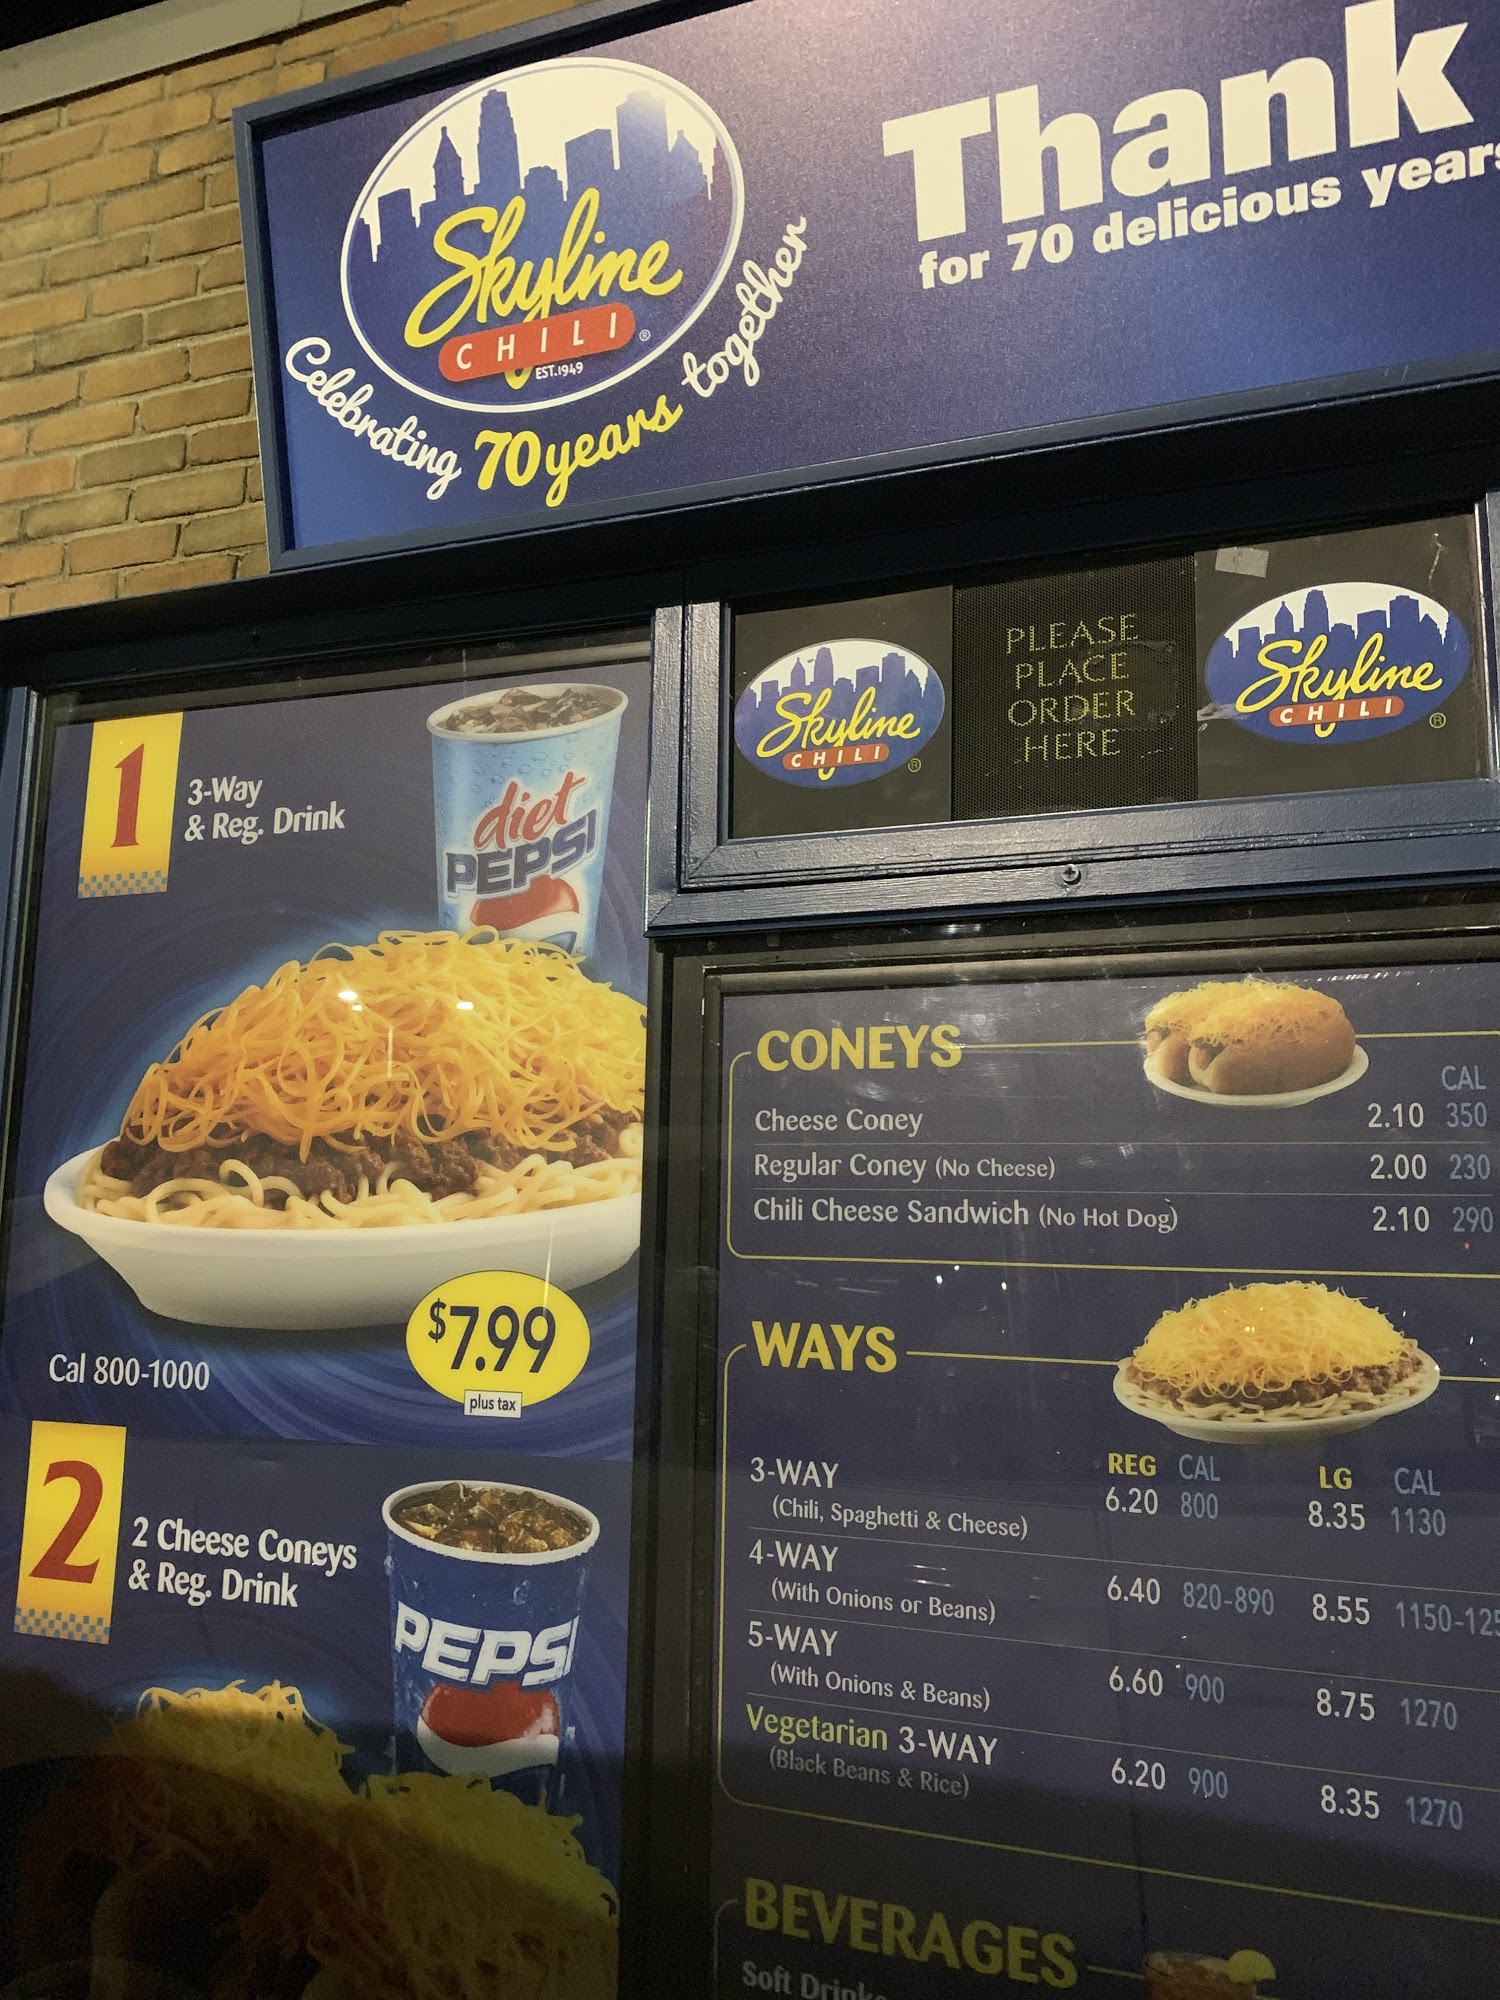 Skyline
CHILI®
EST.1949
Celebrating 70 years together
Thank
for 70 delicious years
Skyline
CHILI
®
PLEASE
PLACE
ORDER
HERE
Skyline
CHILI
®
1
3-Way
& Reg. Drink
diet
PEPSI
$7.99
plus tax
Cal 800-1000
2
2 Cheese Coneys
& Reg. Drink
PEPSI
CONEYS
CAL
Cheese Coney 2.10 350
Regular Coney (No Cheese) 2.00 230
Chili Cheese Sandwich (No Hot Dog) 2.10 290
WAYS
REG CAL LG CAL
3-WAY 6.20 800 8.35 1130
(Chili, Spaghetti & Cheese)
4-WAY 6.40 820-890 8.55 1150-125
(With Onions or Beans)
5-WAY 6.60 900 8.75 1270
(With Onions & Beans)
Vegetarian 3-WAY 6.20 900 8.35 1270
(Black Beans & Rice)
BEVERAGES
Soft Drinks